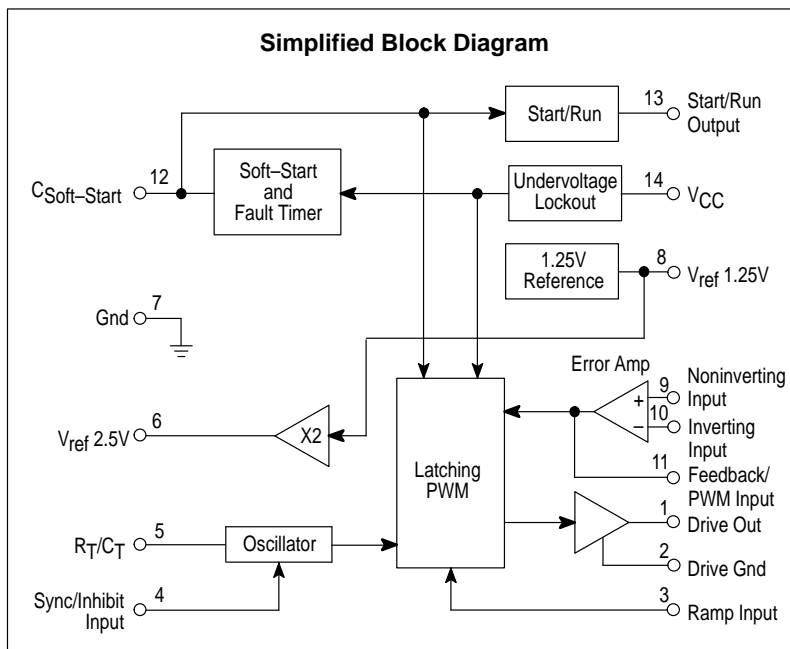 Simplified Block Diagram
13
Start/Run
Output
Start/Run
12
CSoft–Start
Soft–Start
and
Fault Timer
Undervoltage
Lockout
14
VCC
1.25V
Reference
8
Vref 1.25V
7
Gnd
Error Amp
9
Noninverting
Input
+
10
–
Inverting
Input
6
Vref 2.5V
X2
Latching
PWM
11
Feedback/
PWM Input
1
Drive Out
5
RT/CT
Oscillator
2
Drive Gnd
4
Sync/Inhibit
Input
3
Ramp Input